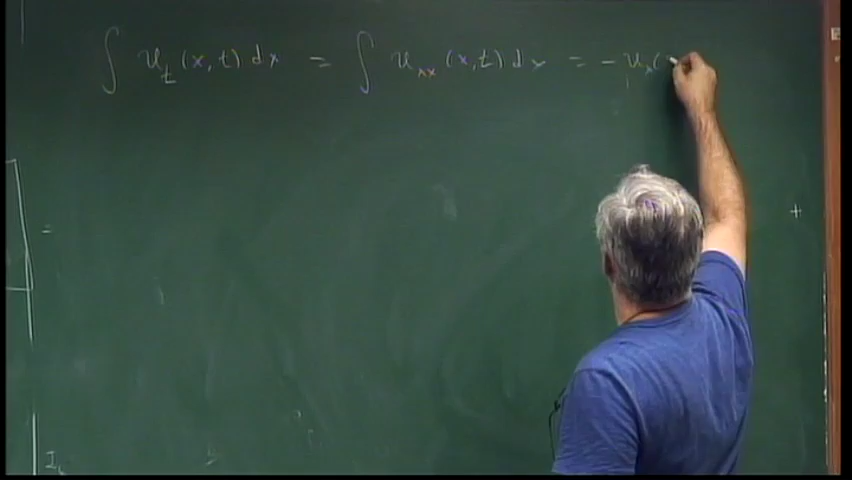 ∫ u_t (x,t) dx = ∫ u_xx (x,t) dx = - u_x(
=
+